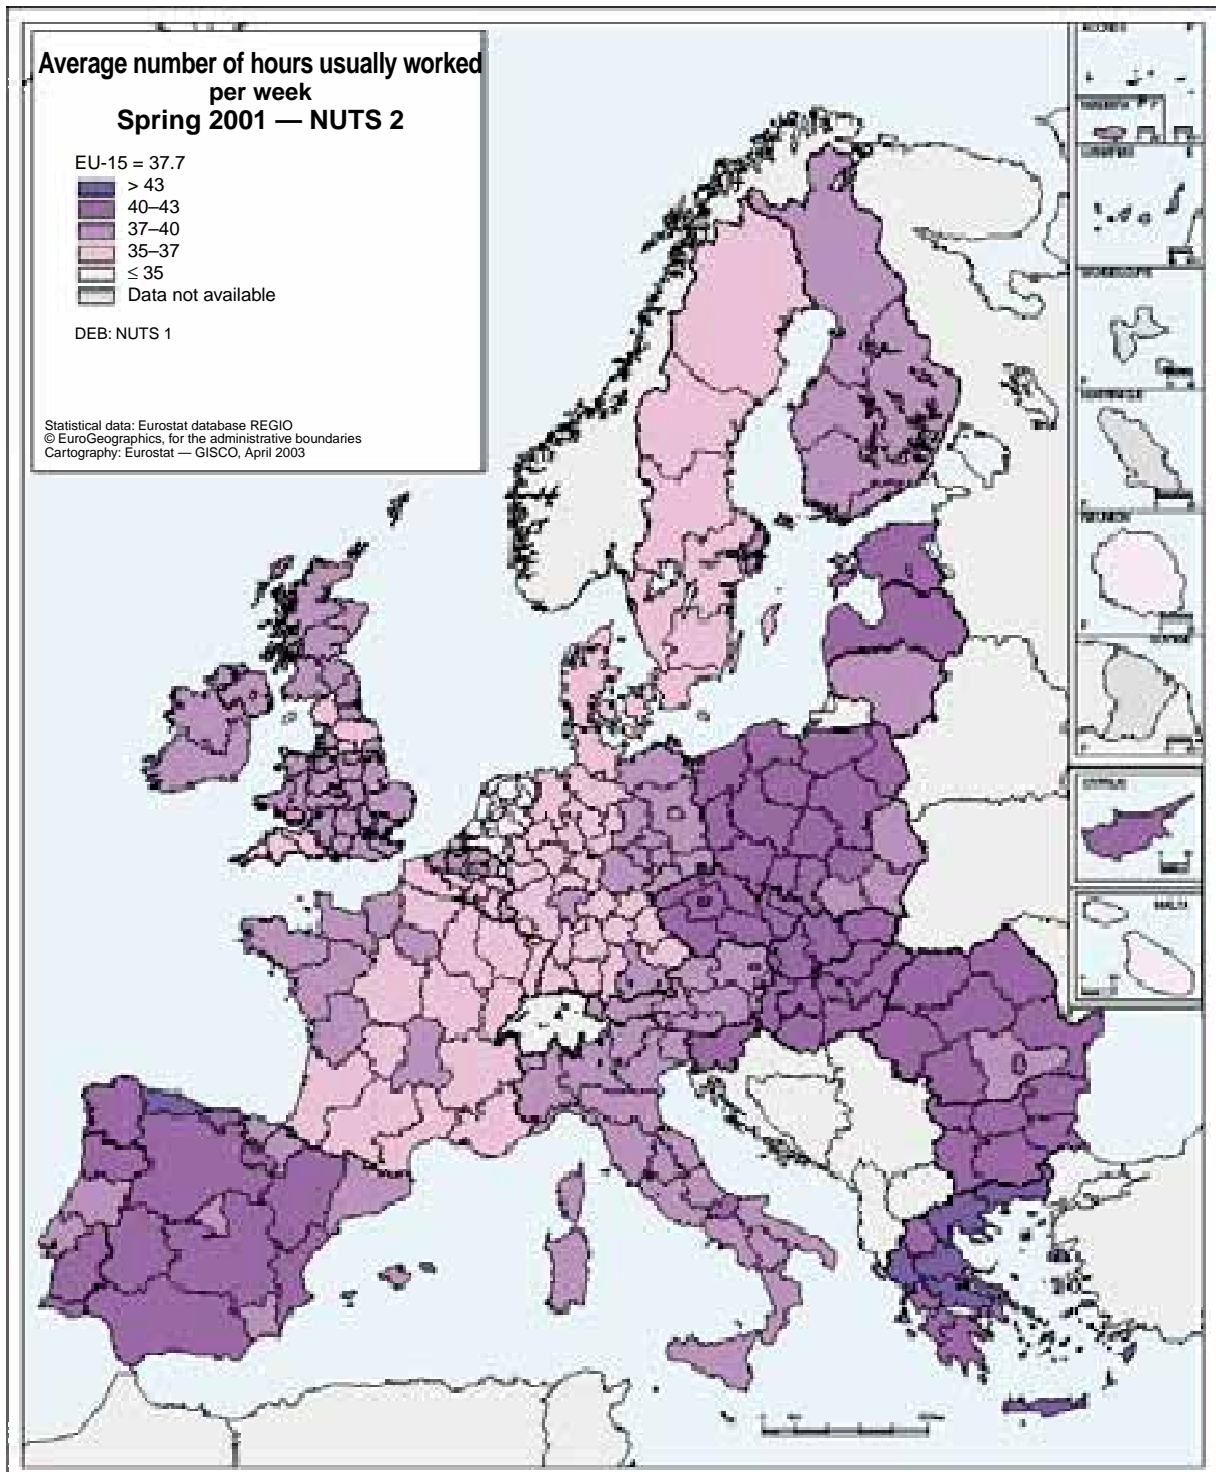 Average number of hours usually worked
per week
Spring 2001 — NUTS 2
EU-15 = 37.7
> 43
40–43
37–40
35–37
≤ 35
Data not available
DEB: NUTS 1
Statistical data: Eurostat database REGIO
© EuroGeographics, for the administrative boundaries
Cartography: Eurostat — GISCO, April 2003
CYPRUS
MALTA